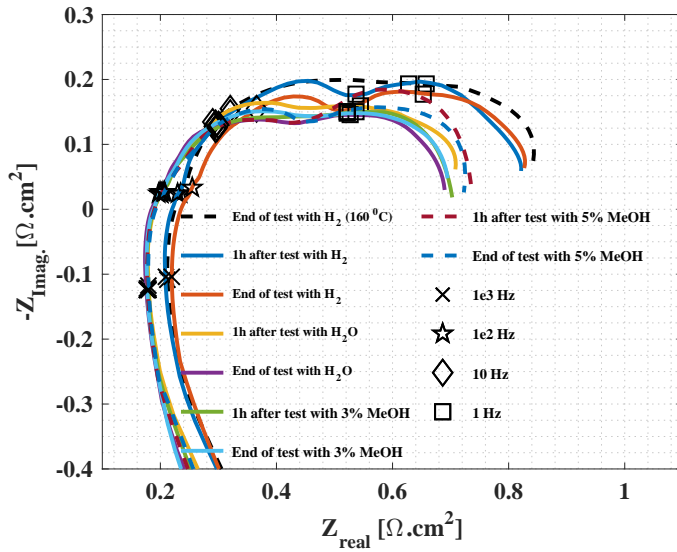 0.3
0.2
0.1
0
-0.1
-0.2
-0.3
-0.4
-Z_Imag. [Ω.cm²]
End of test with H₂ (160 ⁰C)
1h after test with H₂
End of test with H₂
1h after test with H₂O
End of test with H₂O
1h after test with 3% MeOH
End of test with 3% MeOH
1h after test with 5% MeOH
End of test with 5% MeOH
1e3 Hz
1e2 Hz
10 Hz
1 Hz
0.2 0.4 0.6 0.8 1
Z_real [Ω.cm²]